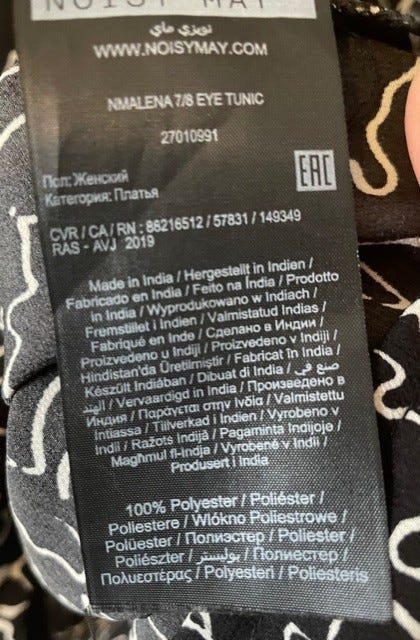 NOISY MAY
نويزي ماي
WWW.NOISYMAY.COM
NMALENA 7/8 EYE TUNIC
27010991
EAC
Пол: Женский
Категория: Платья
CVR / CA / RN : 86216512 / 57831 / 149349
RAS - AVJ 2019
Made in India / Hergestellt in Indien /
Fabricado en India / Feito na Índia / Prodotto
in India / Wyprodukowano w Indiach /
Fremstillet i Indien / Valmistatud Indias /
Fabriqué en Inde / Сделано в Индии /
Proizvedeno u Indiji / Proizvedeno v Indiji /
Hindistan'da Üretilmiştir / Fabricat în India /
Készült Indiában / Dibuat di India / صنع في
الهند / Vervaardigd in India / Произведено в
Индия / Παράγεται στην Ινδία / Valmistettu
Intiassa / Tillverkad i Indien / Vyrobeno v
Indii / Ražots Indijā / Pagaminta Indijoje /
Magħmul fl-Indja / Vyrobené v Indii /
Produsert i India
100% Polyester / Poliéster /
Poliestere / Włókno Poliestrowe /
Polüester / Полиэстер / Poliester /
Poliészter / بوليستر / Полиестер /
Πολυεστέρας / Polyesteri / Poliesteris